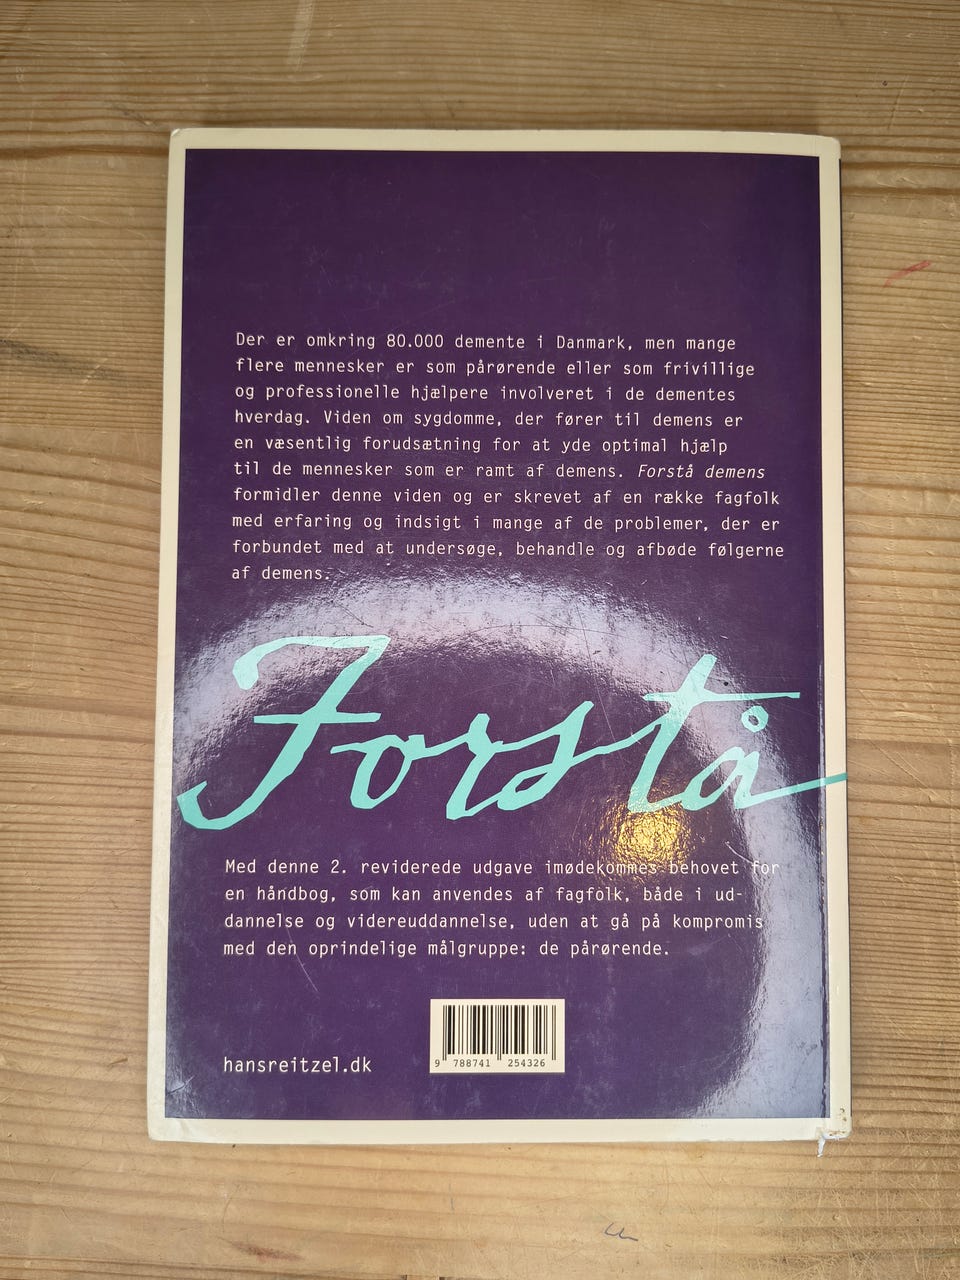 Der er omkring 80.000 demente i Danmark, men mange
flere mennesker er som pårørende eller som frivillige
og professionelle hjælpere involveret i de dementes
hverdag. Viden om sygdomme, der fører til demens er
en væsentlig forudsætning for at yde optimal hjælp
til de mennesker som er ramt af demens. Forstå demens
formidler denne viden og er skrevet af en række fagfolk
med erfaring og indsigt i mange af de problemer, der er
forbundet med at undersøge, behandle og afbøde følgerne
af demens.
Forstå
Med denne 2. reviderede udgave imødekommes behovet for
en håndbog, som kan anvendes af fagfolk, både i ud-
dannelse og videreuddannelse, uden at gå på kompromis
med den oprindelige målgruppe: de pårørende.
hansreitzel.dk
9 788741 254326